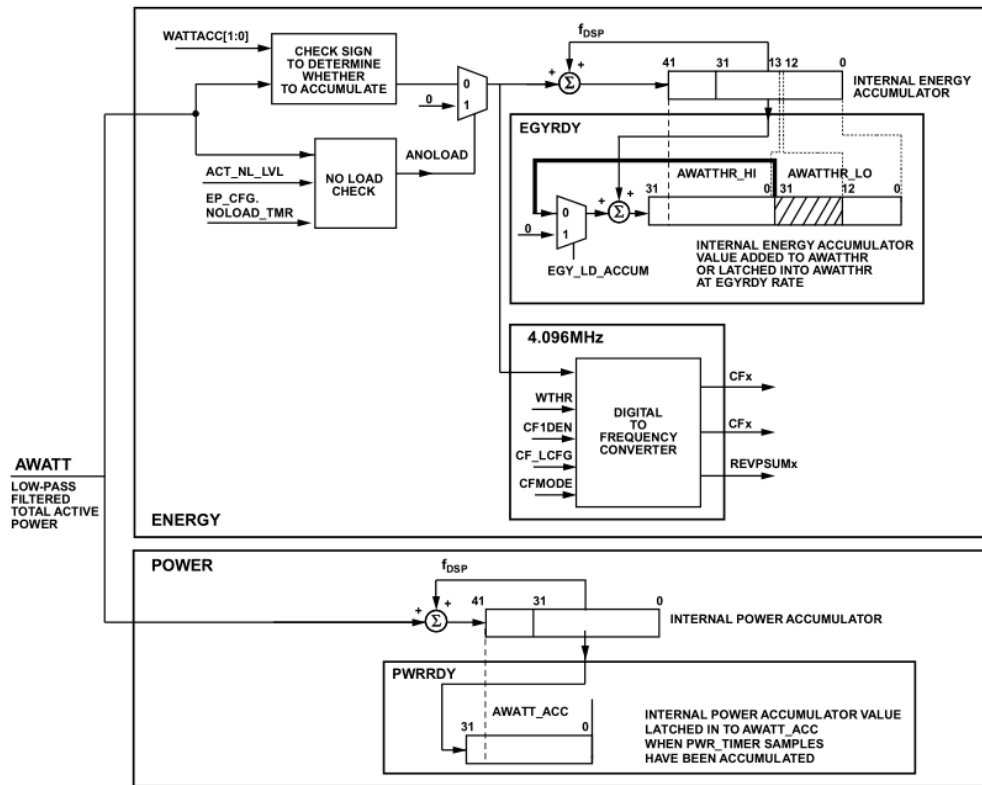 WATTACC[1:0]
CHECK SIGN
TO DETERMINE
WHETHER
TO ACCUMULATE
0
0
1
ACT_NL_LVL
EP_CFG.
NOLOAD_TMR
NO LOAD
CHECK
ANOLOAD
fDSP
+
+
Σ
41
31
13
12
0
INTERNAL ENERGY
ACCUMULATOR
EGYRDY
AWATTHR_HI
AWATTHR_LO
+
+
Σ
31
0
31
12
0
0
0
1
EGY_LD_ACCUM
INTERNAL ENERGY ACCUMULATOR
VALUE ADDED TO AWATTHR
OR LATCHED INTO AWATTHR
AT EGYRDY RATE
4.096MHz
WTHR
CF1DEN
CF_LCFG
CFMODE
DIGITAL
TO
FREQUENCY
CONVERTER
CFx
CFx
REVPSUMx
AWATT
LOW-PASS
FILTERED
TOTAL ACTIVE
POWER
ENERGY
POWER
fDSP
+
+
Σ
41
31
0
INTERNAL POWER ACCUMULATOR
PWRRDY
AWATT_ACC
31
0
INTERNAL POWER ACCUMULATOR VALUE
LATCHED IN TO AWATT_ACC
WHEN PWR_TIMER SAMPLES
HAVE BEEN ACCUMULATED